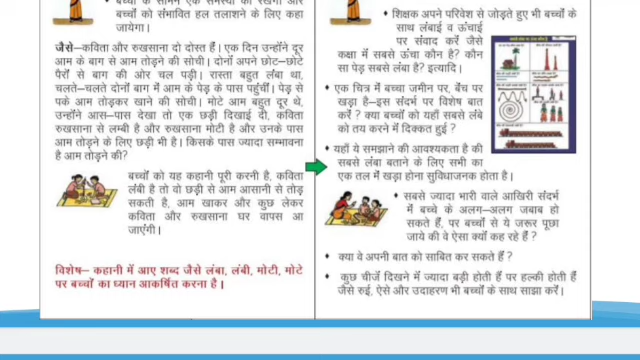 बच्चों के सामने एक समस्या को रखेगी और
बच्चों को संभावित हल तलाशने के लिए कहा
जायेगा।
जैसे–कविता और रुखसाना दो दोस्त हैं। एक दिन उन्होंने दूर
आम के बाग से आम तोड़ने की सोची। दोनों अपने छोट–छोटे
पैरों से बाग की ओर चल पड़ी। रास्ता बहुत लंबा था,
चलते–चलते दोनों बाग में आम के पेड़ के पास पहुँचीं। पेड़ से
पके आम तोड़कर खाने की सोची। मोटे आम बहुत दूर थे,
उन्होंने आस–पास देखा तो एक छड़ी दिखाई दी, कविता
रुखसाना से लम्बी है और रुखसाना मोटी है और उनके पास
आम तोड़ने के लिए छड़ी भी है। किसके पास ज्यादा सम्भावना
है आम तोड़ने की?
बच्चों को यह कहानी पूरी करनी है, कविता
लंबी है तो वो छड़ी से आम आसानी से तोड़
सकती है, आम खाकर और कुछ लेकर
कविता और रुखसाना घर वापस आ
जाएंगी।
विशेष– कहानी में आए शब्द जैसे लंबा, लंबी, मोटी, मोटे
पर बच्चों का ध्यान आकर्षित करना है।
शिक्षक अपने परिवेश से जोड़ते हुए भी बच्चों के
साथ लंबाई व ऊंचाई
पर संवाद करें जैसे
कक्षा में सबसे ऊंचा कौन है? कौन
सा पेड़ सबसे लंबा है? इत्यादि।
एक चित्र में बच्चा जमीन पर, बैंच पर
खड़ा है–इस संदर्भ पर विशेष बात
करें ? क्या बच्चों को यहाँ सबसे लंबे
को तय करने में दिक्कत हुई ?
यहाँ ये समझाने की आवश्यकता है की
सबसे लंबा बताने के लिए सभी का
एक तल में खड़ा होना सुविधाजनक होता है।
सबसे ज्यादा भारी वाले आखिरी संदर्भ
में बच्चे के अलग–अलग जबाब हो
सकते हैं, पर बच्चों से ये जरूर पूछा
जाये की वे ऐसा क्यों कह रहे हैं ?
क्या वे अपनी बात को साबित कर सकते हैं ?
कुछ चीजें दिखने में ज्यादा बड़ी होती हैं पर हल्की होती हैं
जैसे रुई, ऐसे और उदाहरण भी बच्चों के साथ साझा करें।